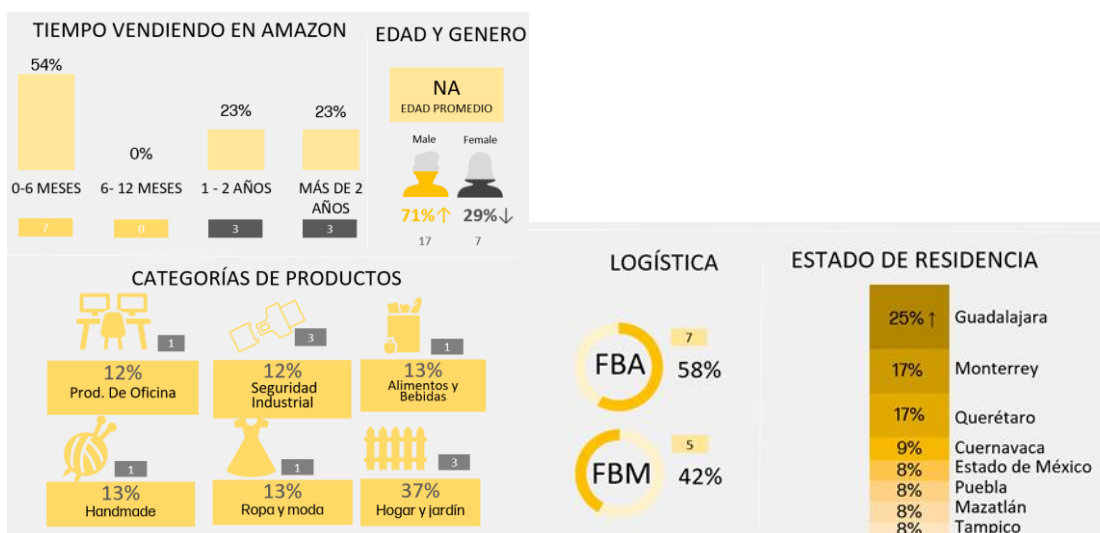 TIEMPO VENDIENDO EN AMAZON
54%
0%
23%
23%
0-6 MESES
6- 12 MESES
1 - 2 AÑOS
MÁS DE 2
AÑOS
7
0
3
3
EDAD Y GENERO
NA
EDAD PROMEDIO
Male
Female
71%↑
29%↓
17
7
CATEGORÍAS DE PRODUCTOS
1
12%
Prod. De Oficina
3
12%
Seguridad
Industrial
1
13%
Alimentos y
Bebidas
1
13%
Handmade
1
13%
Ropa y moda
3
37%
Hogar y jardín
LOGÍSTICA
FBA
7
58%
FBM
5
42%
ESTADO DE RESIDENCIA
25% ↑ Guadalajara
17% Monterrey
17% Querétaro
9% Cuernavaca
8% Estado de México
8% Puebla
8% Mazatlán
8% Tampico